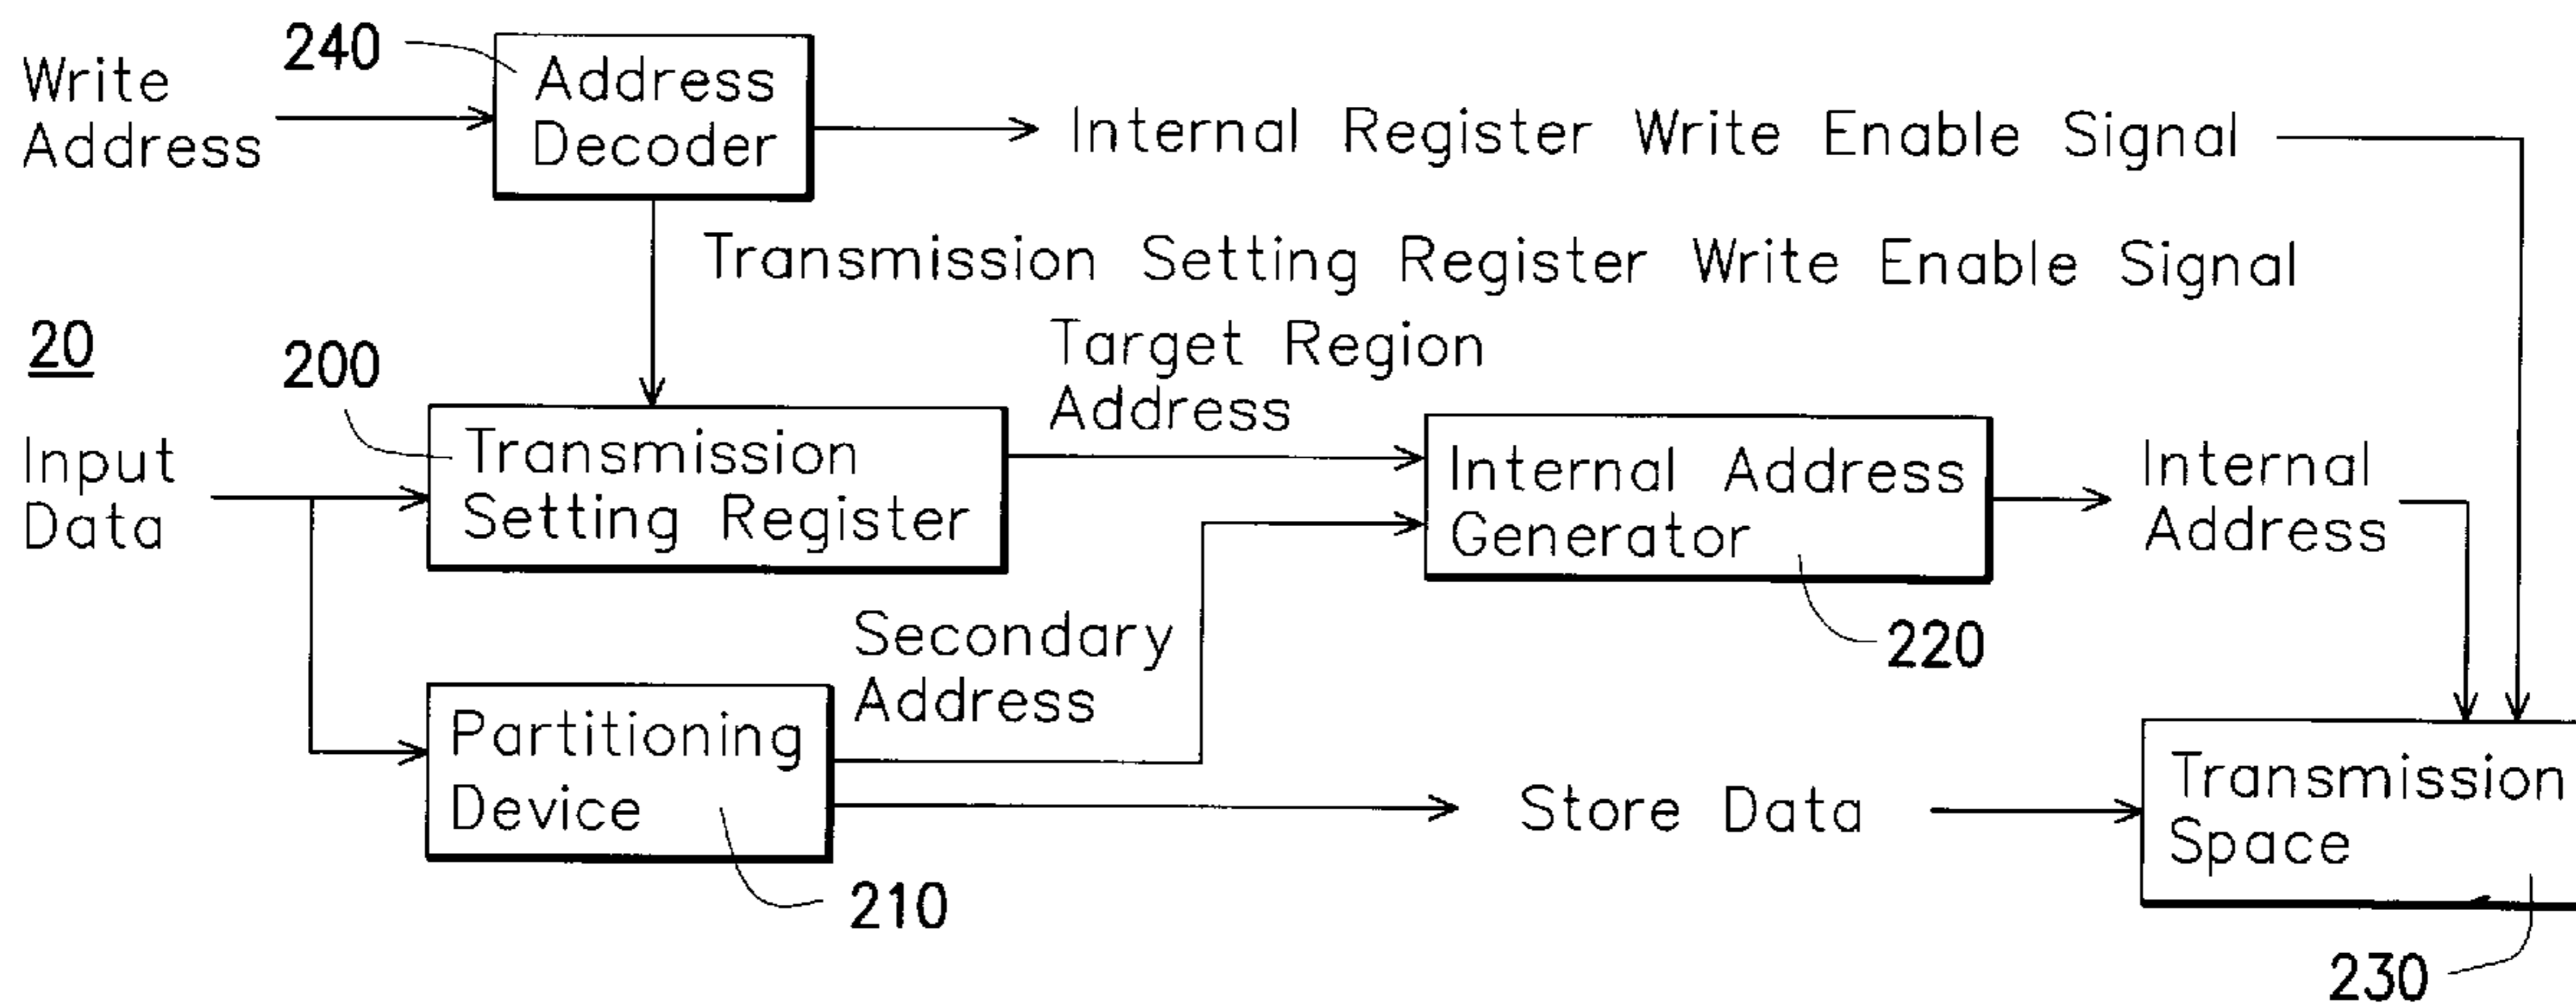 240
Write
Address
Address
Decoder
Internal Register Write Enable Signal
Transmission Setting Register Write Enable Signal
20
200
Target Region
Address
Input
Data
Transmission
Setting Register
Internal Address
Generator
Internal
Address
220
Secondary
Address
Partitioning
Device
Store Data
Transmission
Space
210
230